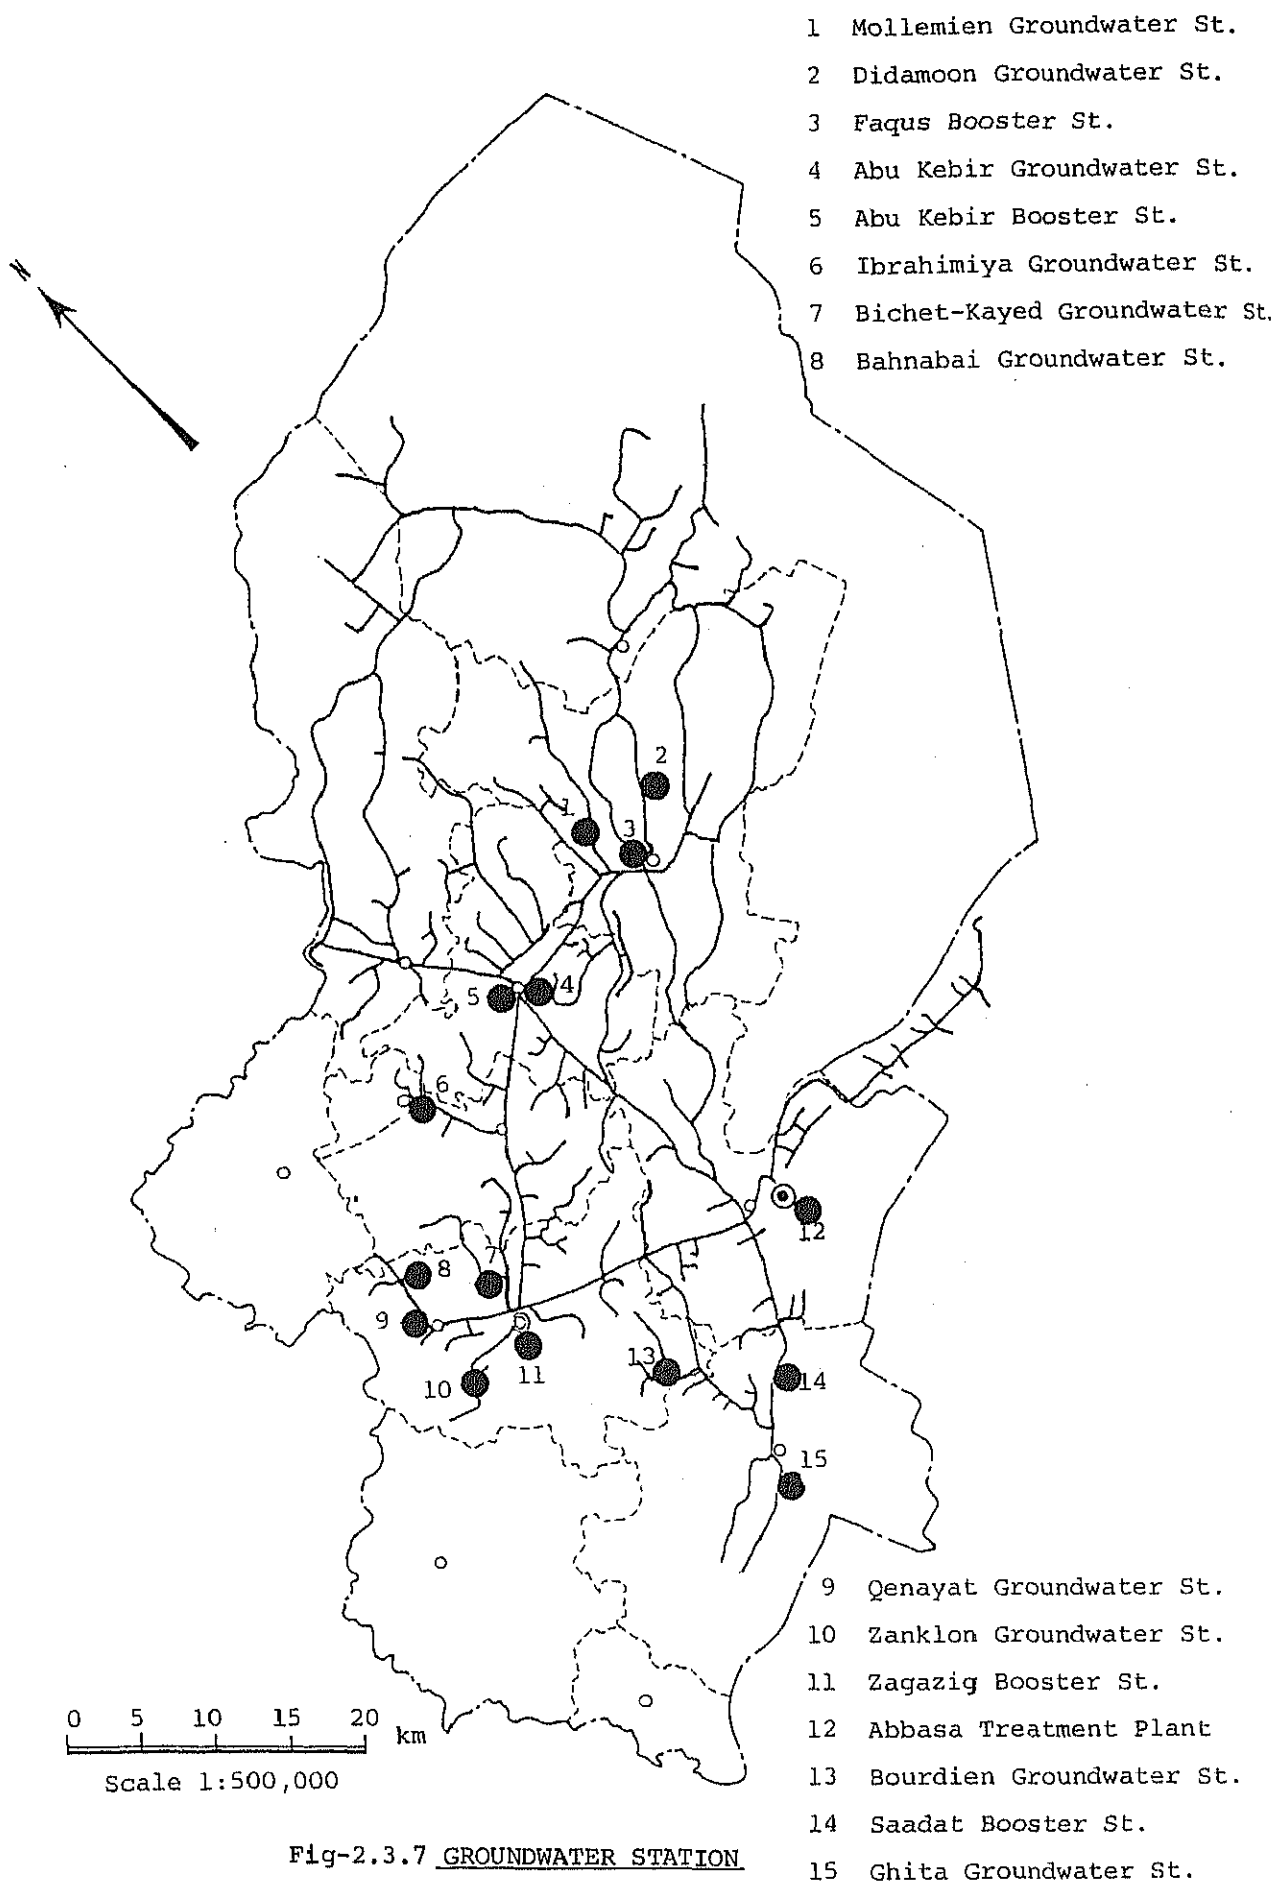 1 Mollemien Groundwater St.
2 Didamoon Groundwater St.
3 Faqus Booster St.
4 Abu Kebir Groundwater St.
5 Abu Kebir Booster St.
6 Ibrahimiya Groundwater St.
7 Bichet-Kayed Groundwater St.
8 Bahnabai Groundwater St.
N
2
1
3
5
4
6
12
8
7
9
11
13
10
14
15
9 Qenayat Groundwater St.
10 Zanklon Groundwater St.
11 Zagazig Booster St.
12 Abbasa Treatment Plant
13 Bourdien Groundwater St.
14 Saadat Booster St.
15 Ghita Groundwater St.
0 5 10 15 20 km
Scale 1:500,000
Fig-2.3.7 GROUNDWATER STATION